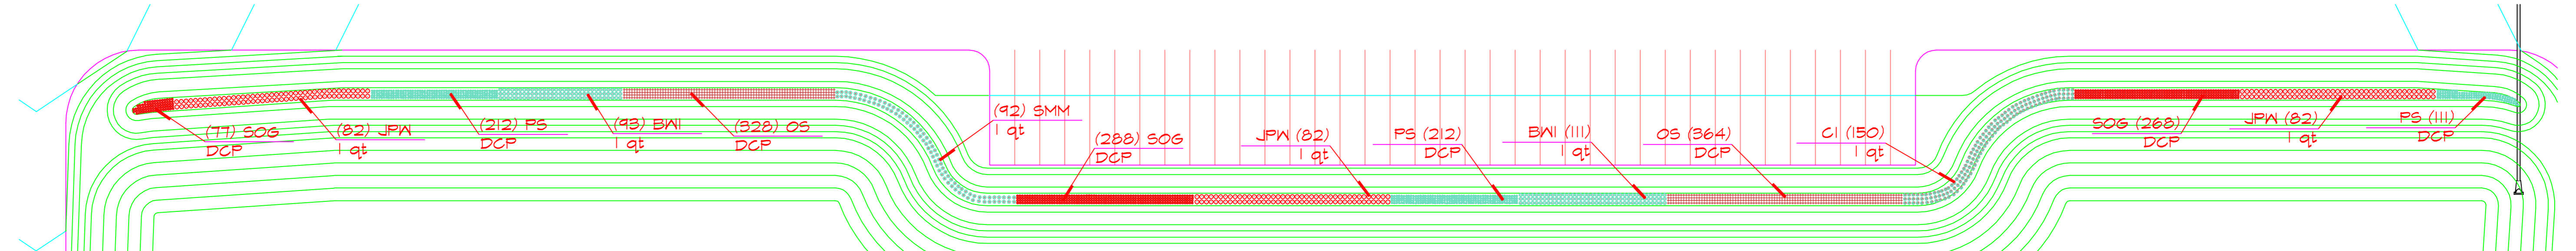 (77) SOG
DCP
(82) JPW
1 qt
(212) PS
DCP
(93) BWI
1 qt
(328) OS
DCP
(92) SMM
1 qt
(288) SOG
DCP
JPW (82)
1 qt
PS (212)
DCP
BWI (111)
1 qt
OS (364)
DCP
CI (150)
1 qt
SOG (268)
DCP
JPW (82)
1 qt
PS (111)
DCP